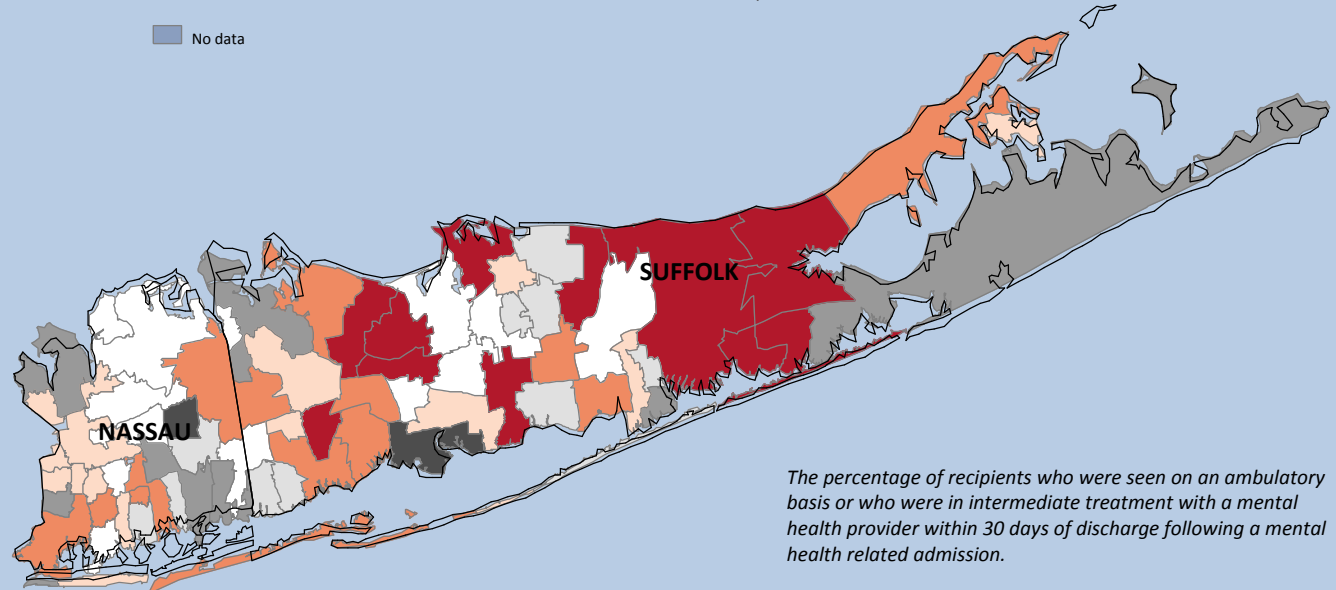 No data
SUFFOLK
NASSAU
The percentage of recipients who were seen on an ambulatory
basis or who were in intermediate treatment with a mental
health provider within 30 days of discharge following a mental
health related admission.